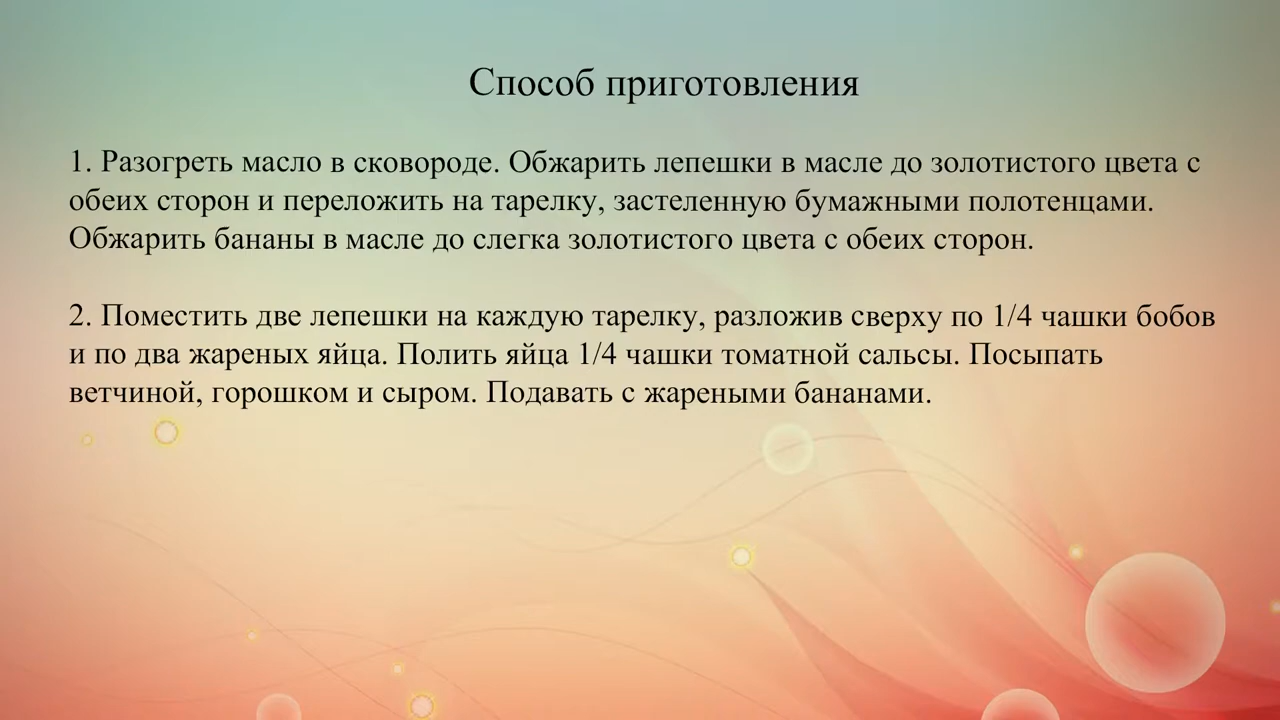 Способ приготовления
1. Разогреть масло в сковороде. Обжарить лепешки в масле до золотистого цвета с
обеих сторон и переложить на тарелку, застеленную бумажными полотенцами.
Обжарить бананы в масле до слегка золотистого цвета с обеих сторон.
2. Поместить две лепешки на каждую тарелку, разложив сверху по 1/4 чашки бобов
и по два жареных яйца. Полить яйца 1/4 чашки томатной сальсы. Посыпать
ветчиной, горошком и сыром. Подавать с жареными бананами.